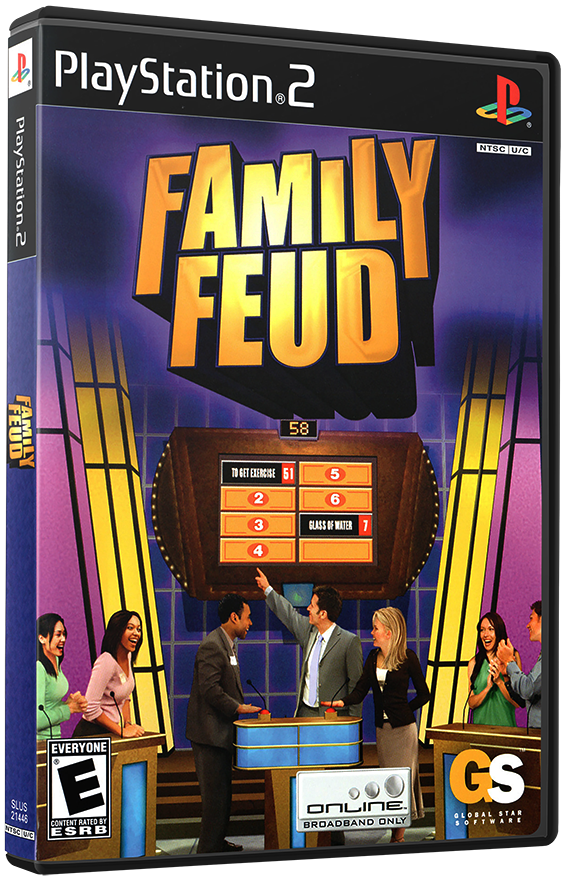 PlayStation®2
NTSC U/C
FAMILY
FEUD
58
TO GET EXERCISE 51
5
2
6
3
GLASS OF WATER 7
4
EVERYONE
E
®
CONTENT RATED BY
ESRB
ONLINE
BROADBAND ONLY
GS
GLOBAL STAR
SOFTWARE
PlayStation®2
FAMILY
FEUD
SLUS
21446
NTSC U/C